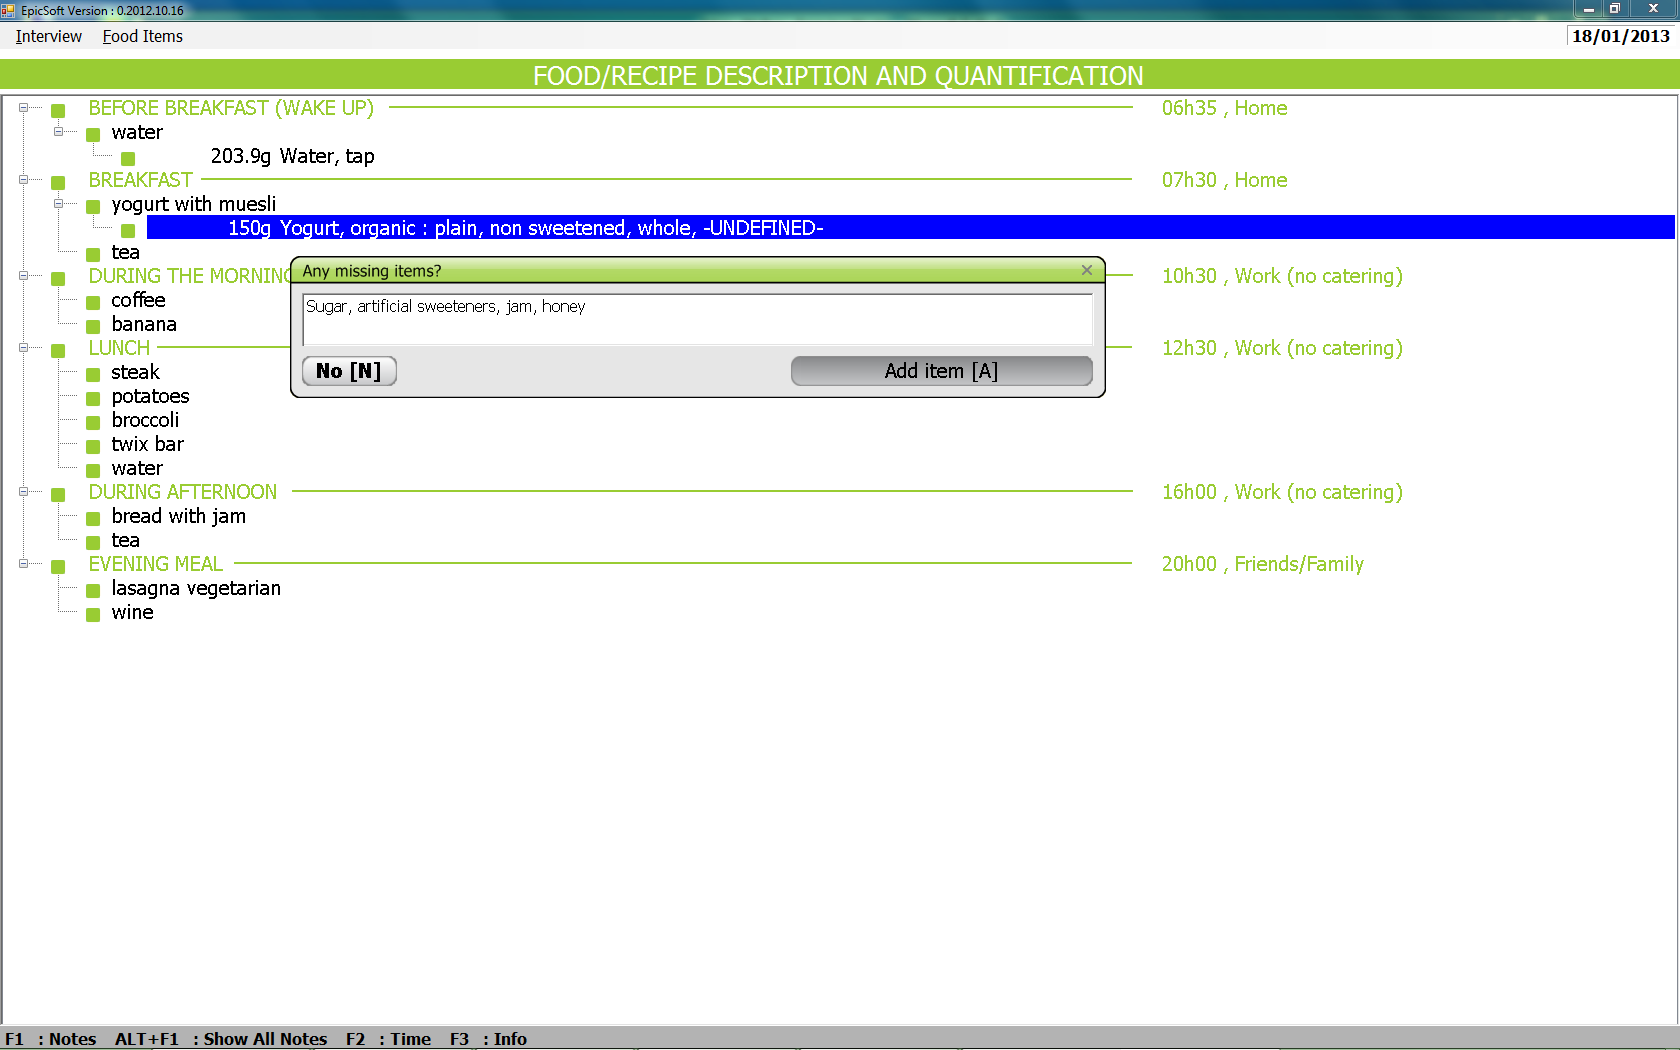 EpicSoft Version : 0.2012.10.16
Interview Food Items 18/01/2013
FOOD/RECIPE DESCRIPTION AND QUANTIFICATION
BEFORE BREAKFAST (WAKE UP) 06h35 , Home
water
203.9g Water, tap
BREAKFAST 07h30 , Home
yogurt with muesli
150g Yogurt, organic : plain, non sweetened, whole, -UNDEFINED-
tea
Any missing items?
Sugar, artificial sweeteners, jam, honey
No [N] Add item [A]
DURING THE MORNING 10h30 , Work (no catering)
coffee
banana
LUNCH 12h30 , Work (no catering)
steak
potatoes
broccoli
twix bar
water
DURING AFTERNOON 16h00 , Work (no catering)
bread with jam
tea
EVENING MEAL 20h00 , Friends/Family
lasagna vegetarian
wine
F1 : Notes ALT+F1 : Show All Notes F2 : Time F3 : Info